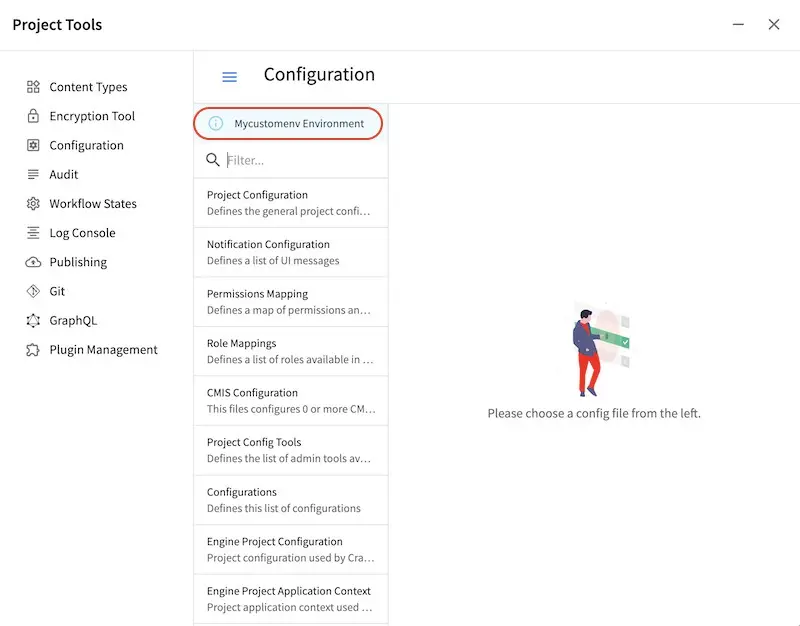 Project Tools
Content Types
Encryption Tool
Configuration
Audit
Workflow States
Log Console
Publishing
Git
GraphQL
Plugin Management
Configuration
Mycustomenv Environment
Filter...
Project Configuration
Defines the general project confi...
Notification Configuration
Defines a list of UI messages
Permissions Mapping
Defines a map of permissions an...
Role Mappings
Defines a list of roles available in ...
CMIS Configuration
This files configures 0 or more CM...
Project Config Tools
Defines the list of admin tools av...
Configurations
Defines this list of configurations
Engine Project Configuration
Project configuration used by Cra...
Engine Project Application Context
Project application context used ...
Please choose a config file from the left.